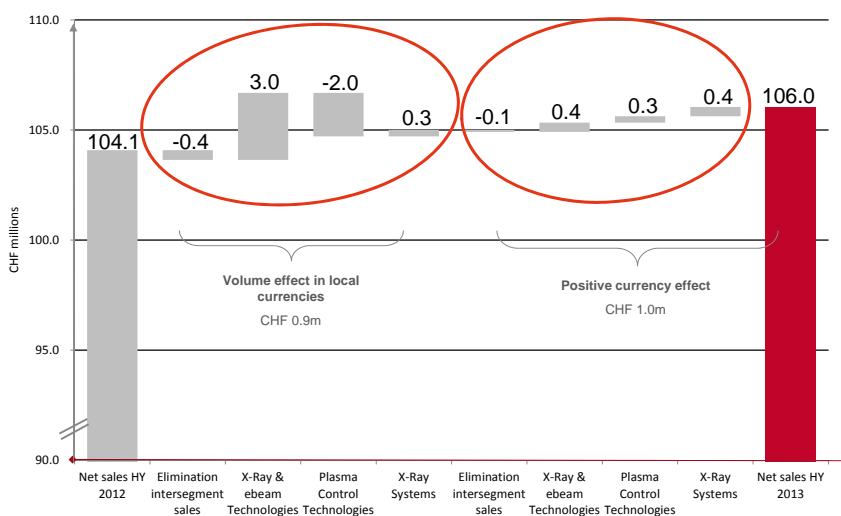 110.0
3.0
-2.0
0.4
0.3
106.0
0.3
0.4
-0.1
104.1
-0.4
105.0
100.0
CHF millions
Volume effect in local
currencies
CHF 0.9m
Positive currency effect
CHF 1.0m
95.0
90.0
Net sales HY
2012
Elimination
intersegment
sales
X-Ray &
ebeam
Technologies
Plasma
Control
Technologies
X-Ray
Systems
Elimination
intersegment
sales
X-Ray &
ebeam
Technologies
Plasma
Control
Technologies
X-Ray
Systems
Net sales HY
2013